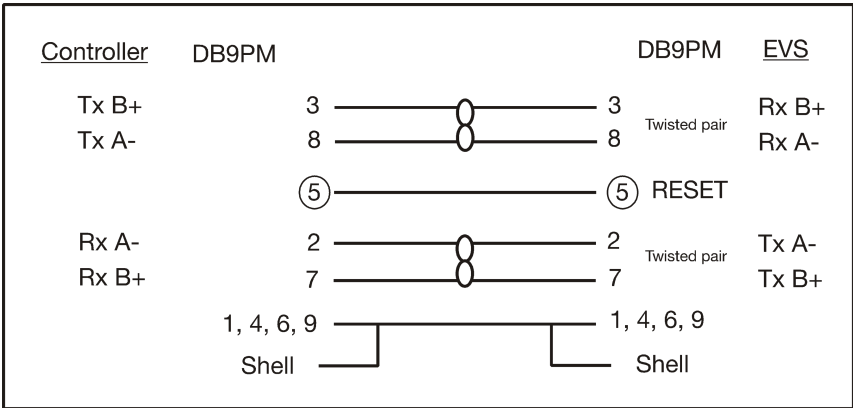 Controller DB9PM DB9PM EVS
Tx B+ 3 3 Rx B+
Twisted pair
Tx A- 8 8 Rx A-
5 5 RESET
Rx A- 2 2 Tx A-
Twisted pair
Rx B+ 7 7 Tx B+
1, 4, 6, 9 1, 4, 6, 9
Shell Shell